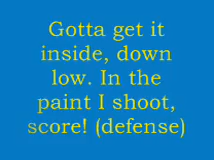 Gotta get it
inside, down
low. In the
paint I shoot,
score! (defense)